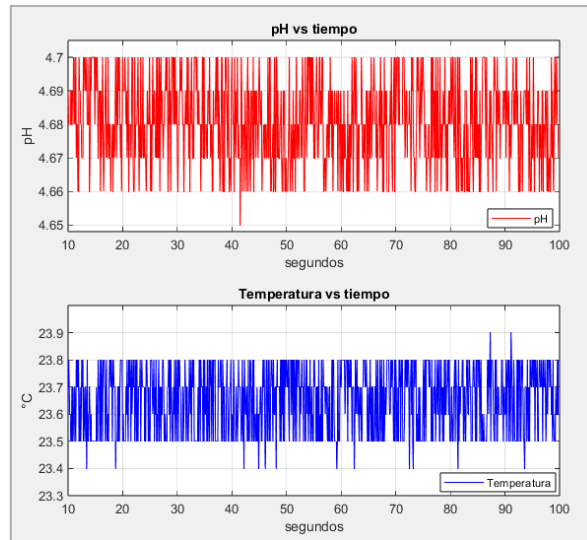 pH vs tiempo
4.7
4.69
4.68
4.67
4.66
4.65
pH
10 20 30 40 50 60 70 80 90 100
segundos
pH
Temperatura vs tiempo
23.9
23.8
23.7
23.6
23.5
23.4
23.3
°C
10 20 30 40 50 60 70 80 90 100
segundos
Temperatura